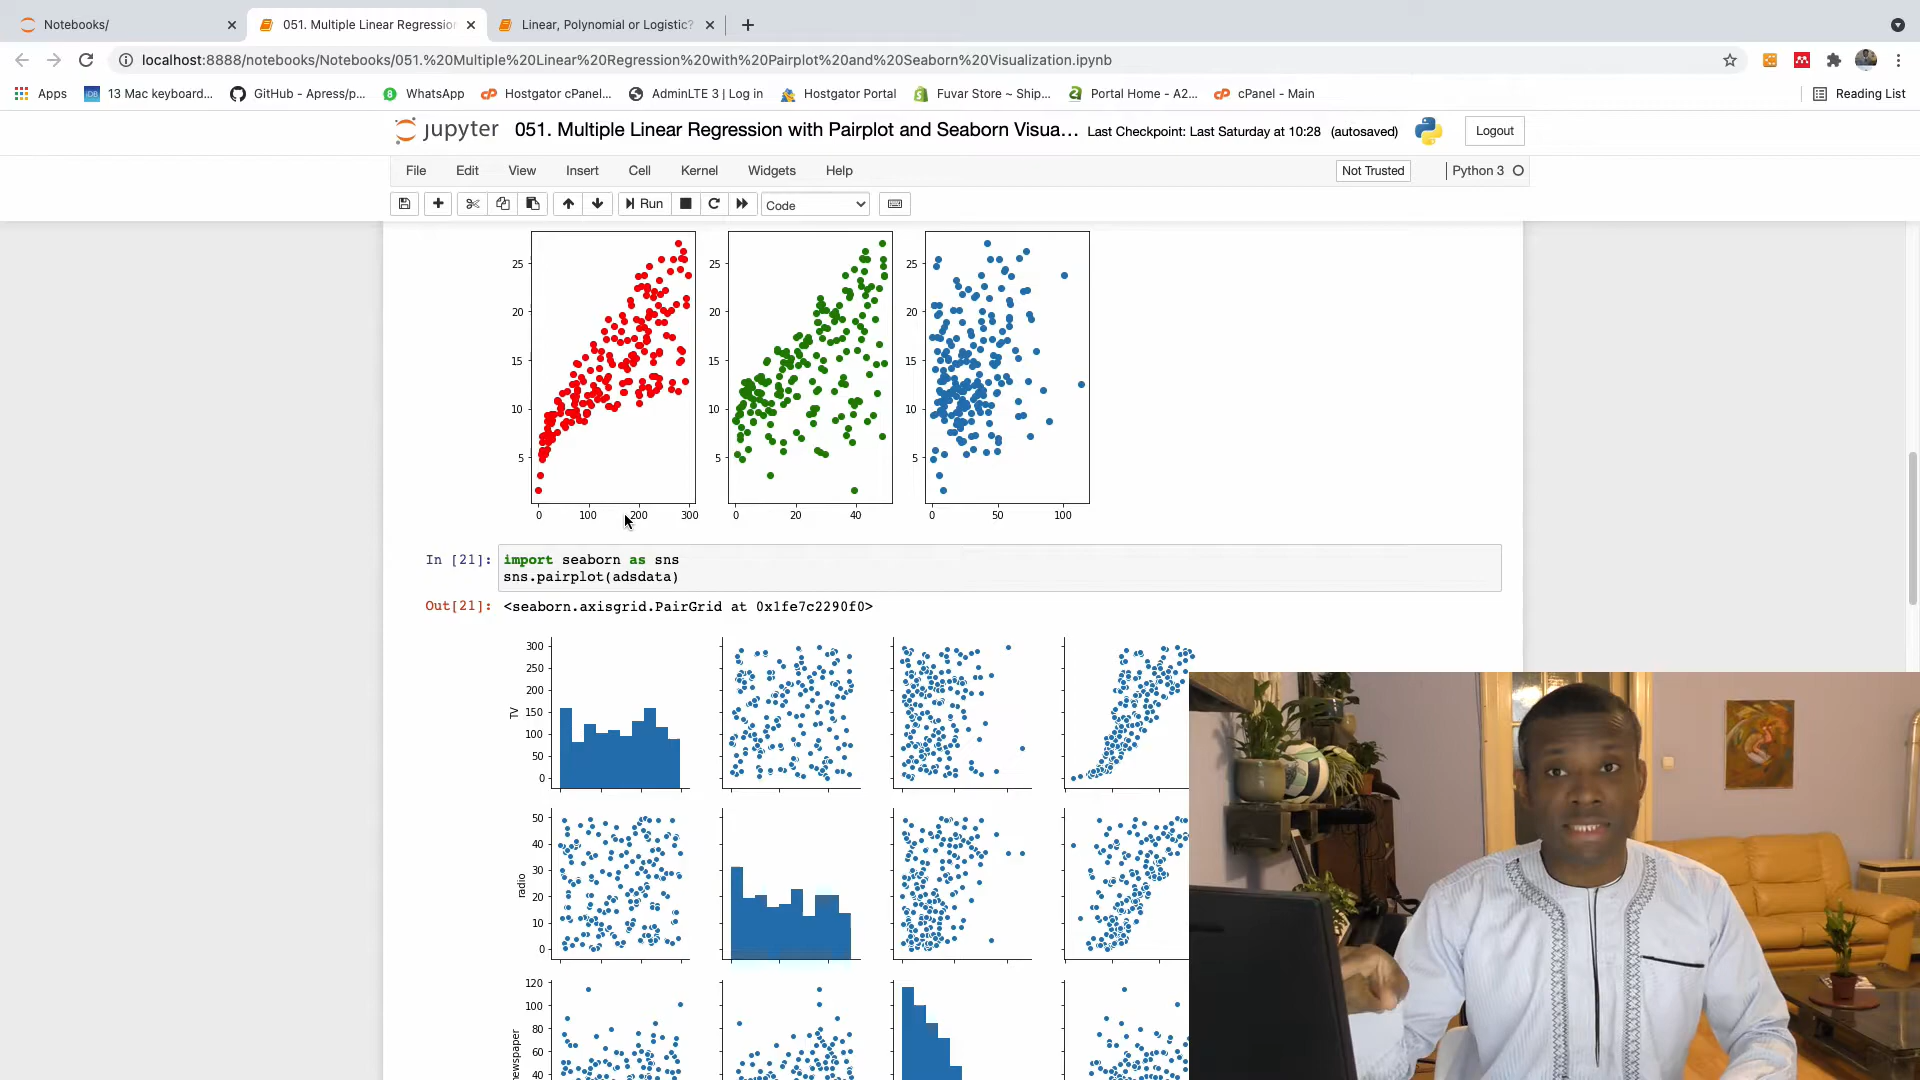 Notebooks/
051. Multiple Linear Regression
Linear, Polynomial or Logistic?
localhost:8888/notebooks/Notebooks/051.%20Multiple%20Linear%20Regression%20with%20Pairplot%20and%20Seaborn%20Visualization.ipynb
Apps
13 Mac keyboard...
GitHub - Apress/p...
WhatsApp
Hostgator cPanel...
AdminLTE 3 | Log in
Hostgator Portal
Fuvar Store ~ Ship...
Portal Home - A2...
cPanel - Main
Reading List
jupyter 051. Multiple Linear Regression with Pairplot and Seaborn Visua... Last Checkpoint: Last Saturday at 10:28 (autosaved)
Logout
File Edit View Insert Cell Kernel Widgets Help
Not Trusted
Python 3
Run
Code
25 25 25
20 20 20
15 15 15
10 10 10
5 5 5
0 100 200 300 0 20 40 0 50 100
In [21]: import seaborn as sns
sns.pairplot(adsdata)
Out[21]: <seaborn.axisgrid.PairGrid at 0x1fe7c2290f0>
300
250
200
150
100
50
0
TV
50
40
30
20
10
0
radio
120
100
80
60
40